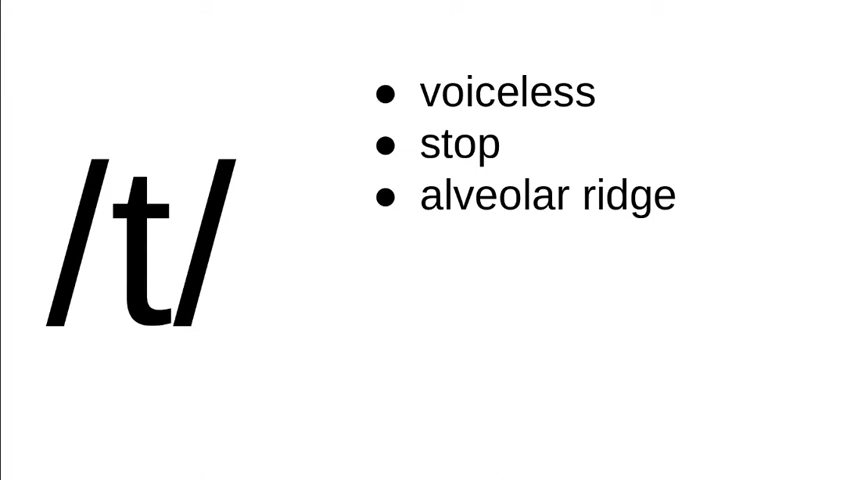 /t/
● voiceless
● stop
● alveolar ridge